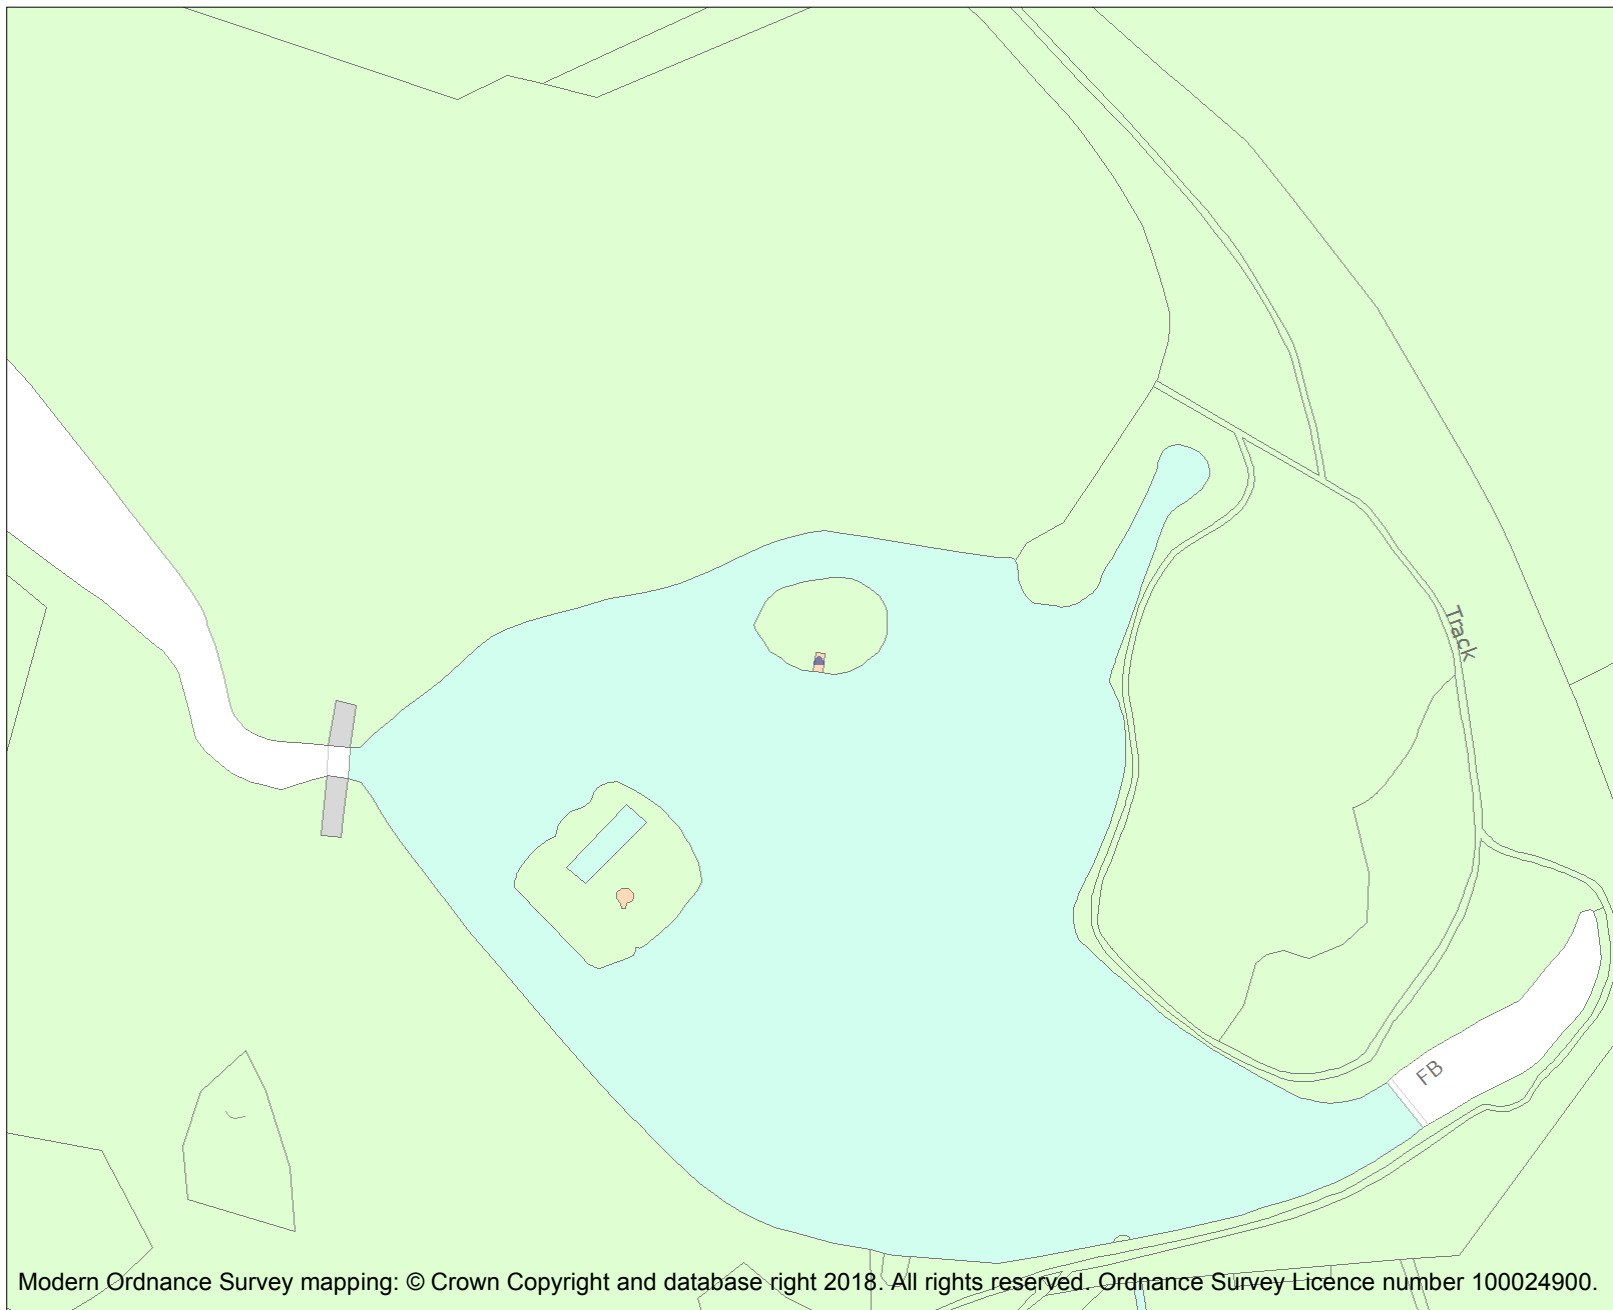 Track
FB
Modern Ordnance Survey mapping: © Crown Copyright and database right 2018. All rights reserved. Ordnance Survey Licence number 100024900.